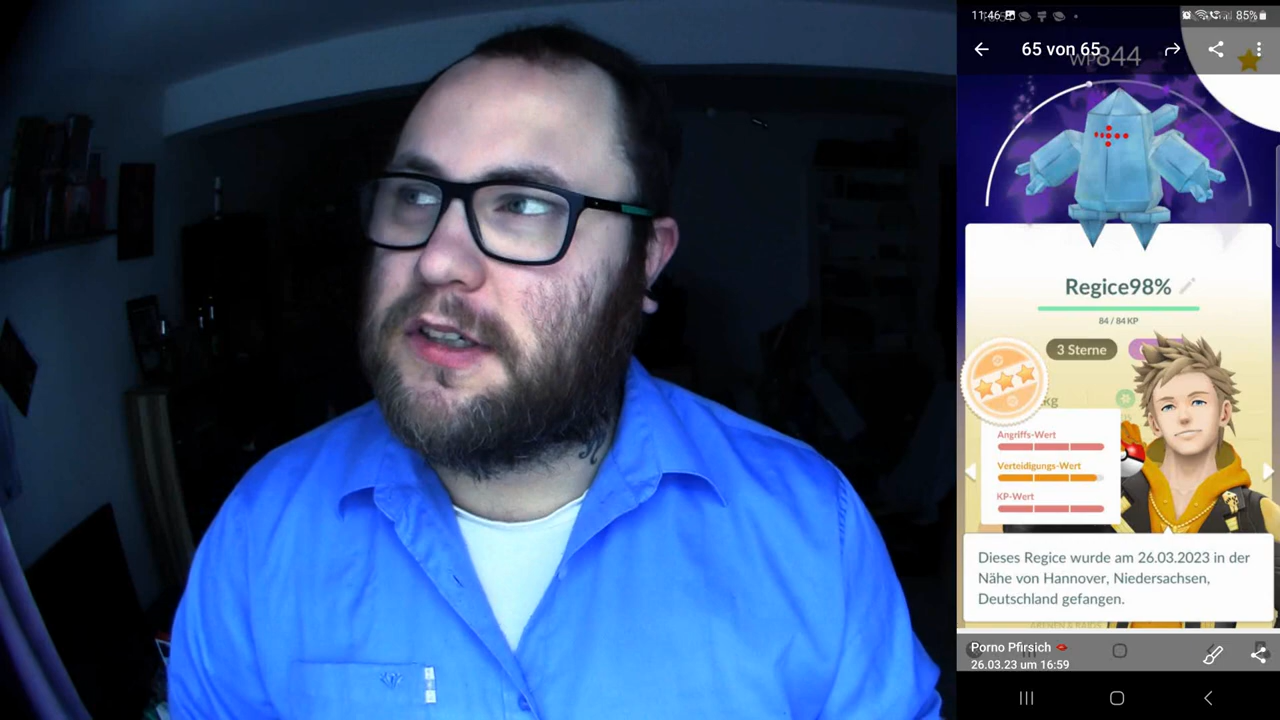 11:46
85%
65 von 65
WP844
Regice98%
84 / 84 KP
3 Sterne
kg
Angriffs-Wert
Verteidigungs-Wert
KP-Wert
Dieses Regice wurde am 26.03.2023 in der
Nähe von Hannover, Niedersachsen,
Deutschland gefangen.
Porno Pfirsich
26.03.23 um 16:59